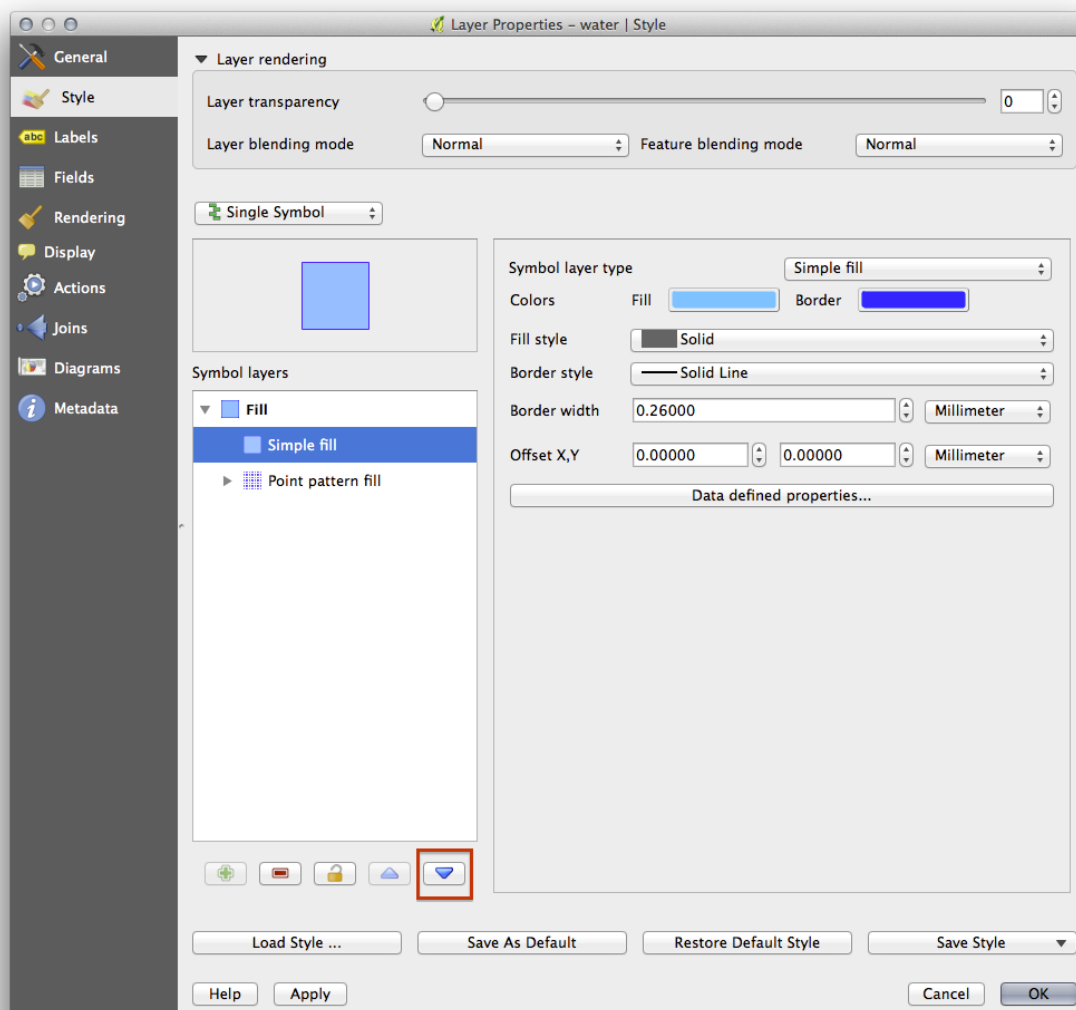 Layer Properties – water | Style
General
Style
abc Labels
Fields
Rendering
Display
Actions
Joins
Diagrams
i Metadata
Layer rendering
Layer transparency 0
Layer blending mode Normal Feature blending mode Normal
Single Symbol
Symbol layers
Fill
Simple fill
Point pattern fill
Symbol layer type Simple fill
Colors Fill Border
Fill style Solid
Border style Solid Line
Border width 0.26000 Millimeter
Offset X,Y 0.00000 0.00000 Millimeter
Data defined properties...
Load Style ... Save As Default Restore Default Style Save Style
Help Apply Cancel OK